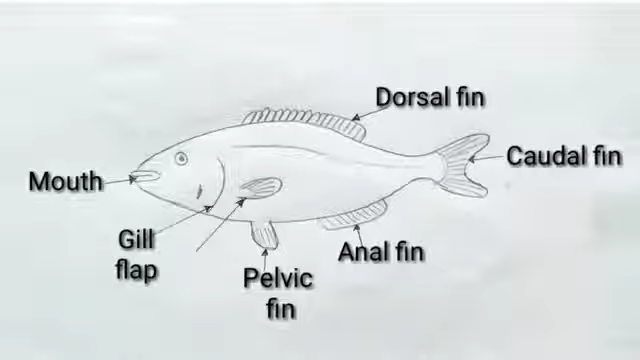 Dorsal fin
Caudal fin
Mouth
Gill
flap
Anal fin
Pelvic
fin